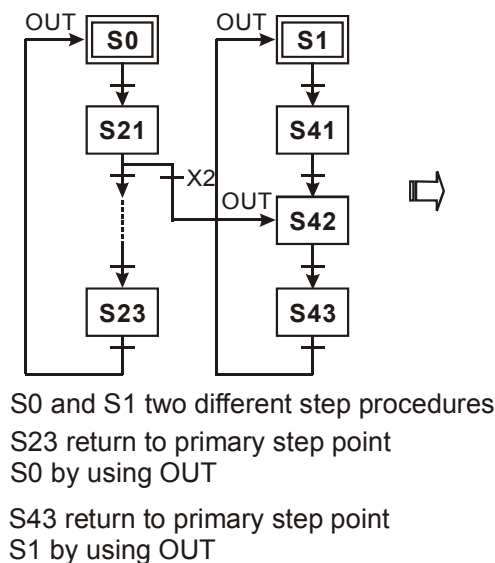 OUT
S0
OUT
S1
S21
S41
X2
OUT
S42
S23
S43
S0 and S1 two different step procedures
S23 return to primary step point
S0 by using OUT
S43 return to primary step point
S1 by using OUT